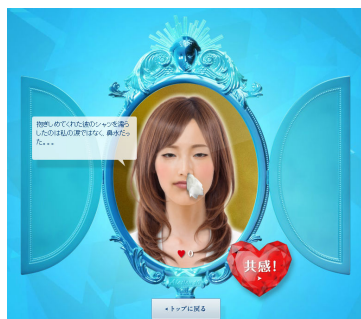 抱きしめてくれた彼のシャツを濡ら
したのは私の涙ではなく、鼻水だっ
た。。。
0
共感!
トップに戻る